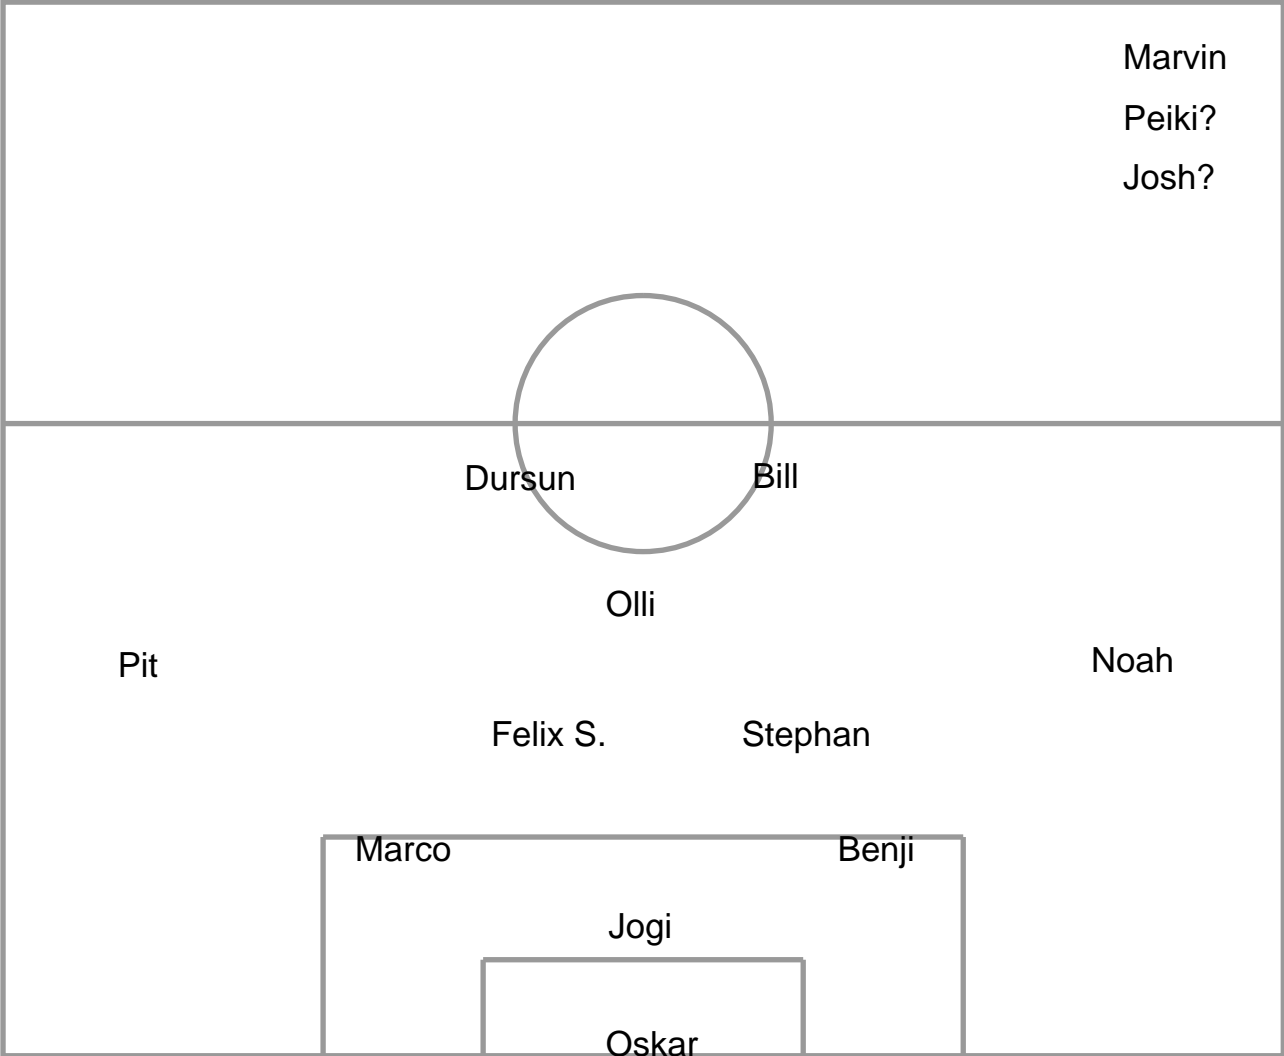 Marvin
Peiki?
Josh?
Dursun
Bill
Olli
Pit
Noah
Felix S.
Stephan
Marco
Benji
Jogi
Oskar